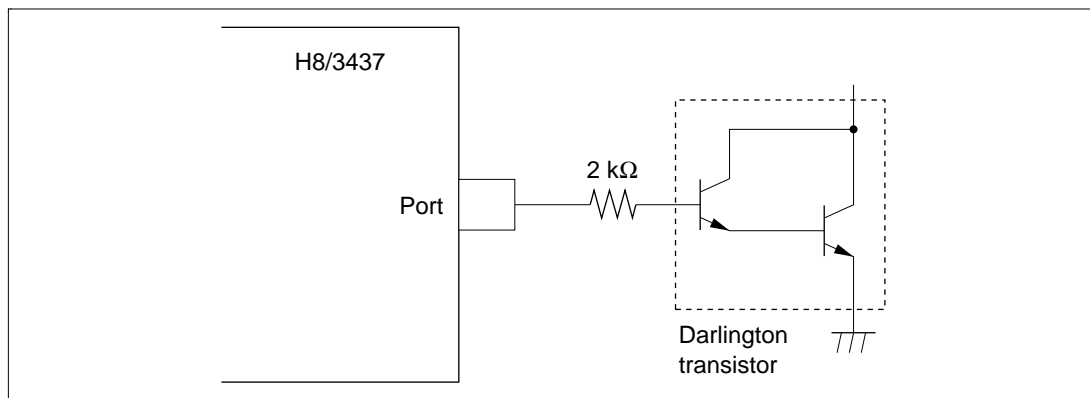 H8/3437
2 kΩ
Port
Darlington
transistor